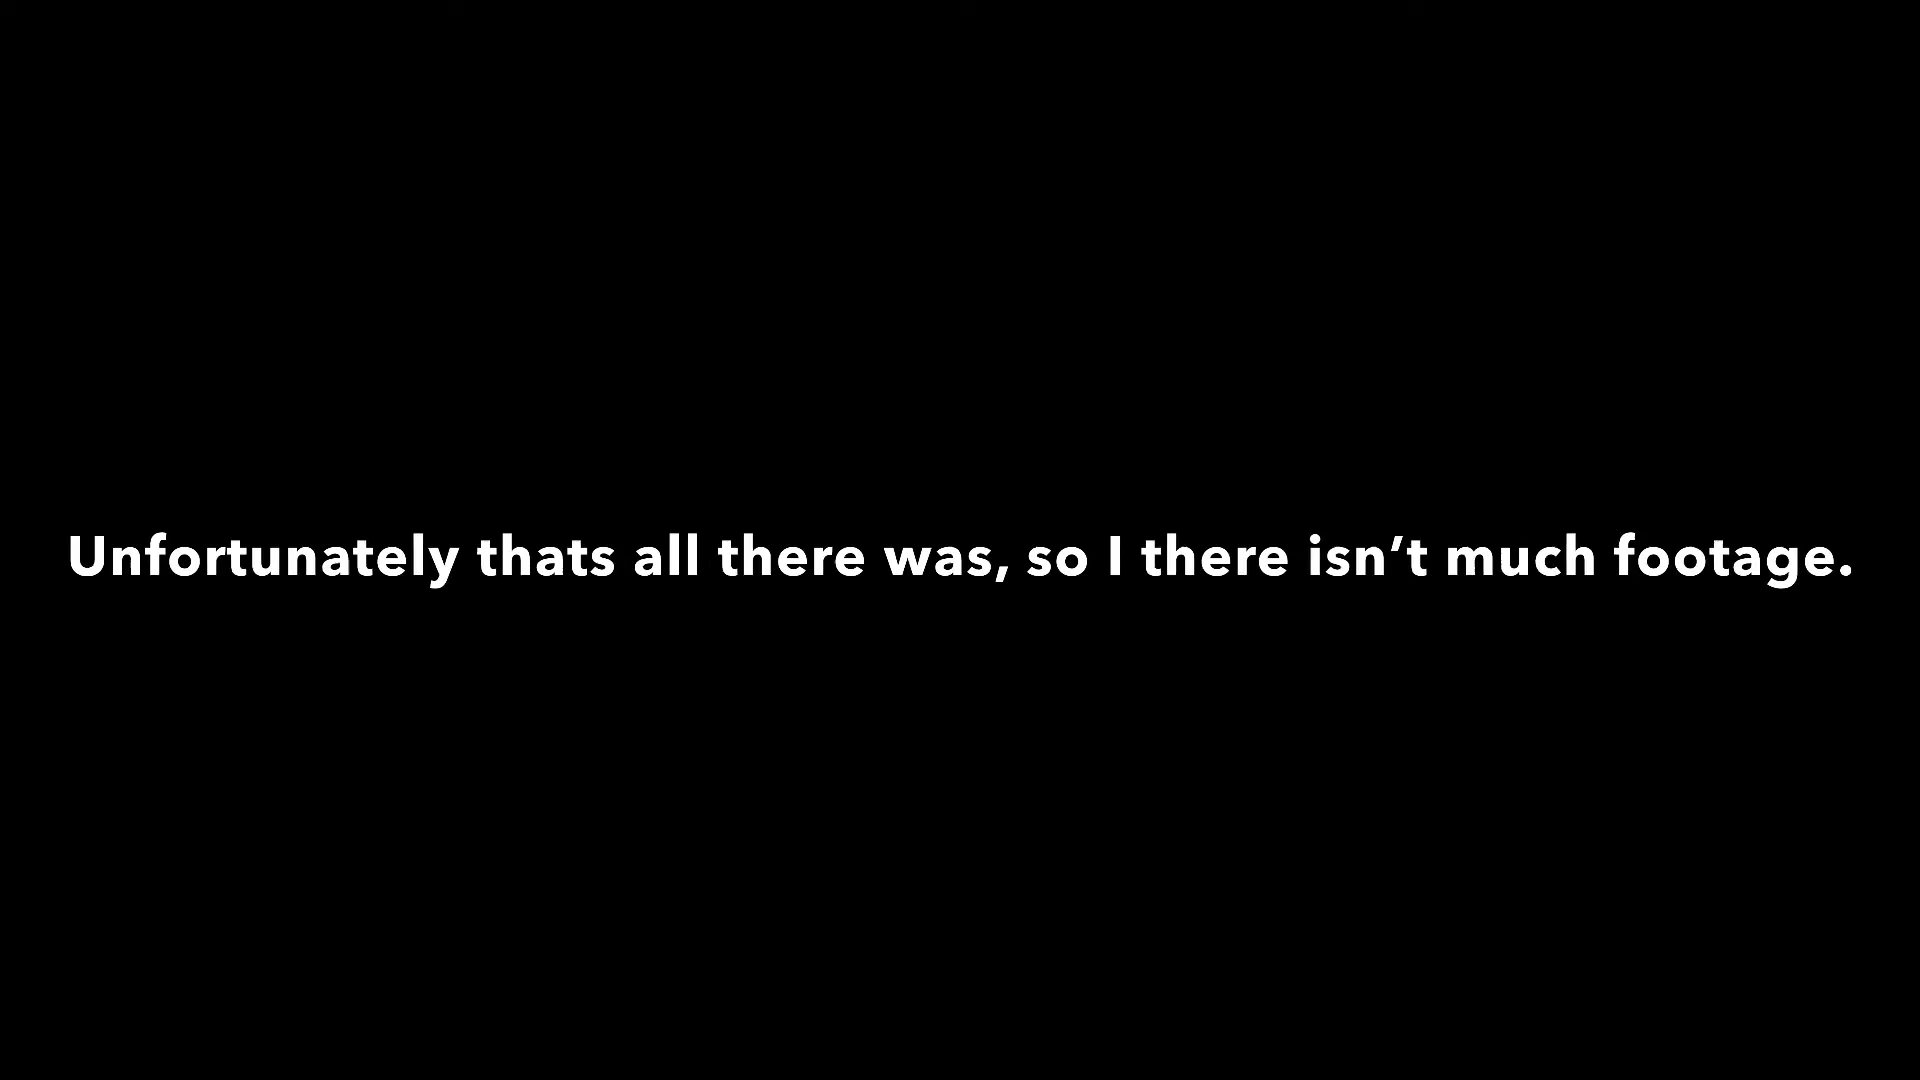 Unfortunately thats all there was, so I there isn’t much footage.